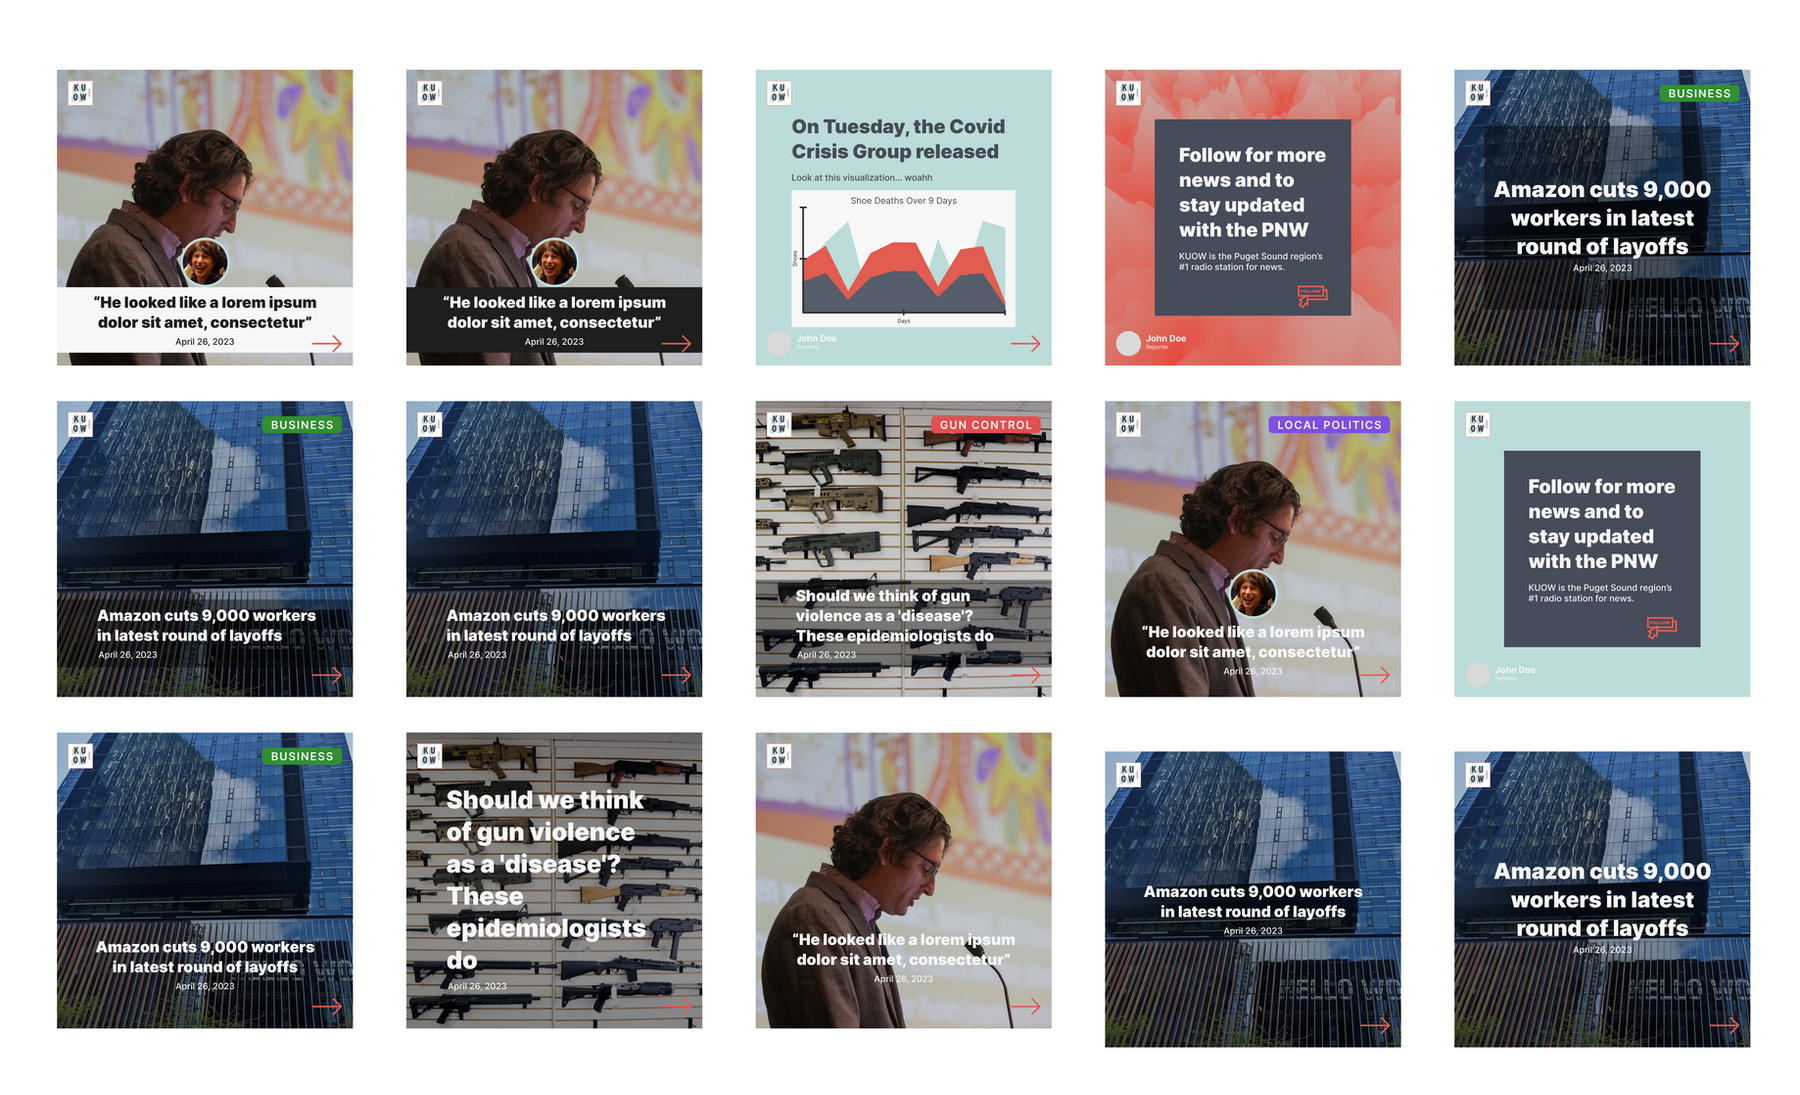 KU
OW
“He looked like a lorem ipsum
dolor sit amet, consectetur”
April 26, 2023
KU
OW
“He looked like a lorem ipsum
dolor sit amet, consectetur”
April 26, 2023
KU
OW
On Tuesday, the Covid
Crisis Group released
Look at this visualization... woahh
Shoe Deaths Over 9 Days
Shoes
Days
John Doe
Reporter
KU
OW
Follow for more
news and to
stay updated
with the PNW
KUOW is the Puget Sound region’s
#1 radio station for news.
FOLLOW
John Doe
Reporter
KU
OW
BUSINESS
Amazon cuts 9,000
workers in latest
round of layoffs
April 26, 2023
HELLO WO
KU
OW
BUSINESS
Amazon cuts 9,000 workers
in latest round of layoffs
April 26, 2023
KU
OW
Amazon cuts 9,000 workers
in latest round of layoffs
April 26, 2023
KU
OW
GUN CONTROL
Should we think of gun
violence as a 'disease'?
These epidemiologists do
April 26, 2023
KU
OW
LOCAL POLITICS
“He looked like a lorem ipsum
dolor sit amet, consectetur”
April 26, 2023
KU
OW
Follow for more
news and to
stay updated
with the PNW
KUOW is the Puget Sound region’s
#1 radio station for news.
FOLLOW
John Doe
Reporter
KU
OW
BUSINESS
Amazon cuts 9,000 workers
in latest round of layoffs
April 26, 2023
KU
OW
Should we think
of gun violence
as a 'disease'?
These
epidemiologists
do
April 26, 2023
KU
OW
“He looked like a lorem ipsum
dolor sit amet, consectetur”
April 26, 2023
KU
OW
Amazon cuts 9,000 workers
in latest round of layoffs
April 26, 2023
HELLO WO
KU
OW
Amazon cuts 9,000
workers in latest
round of layoffs
April 26, 2023
HELLO WO